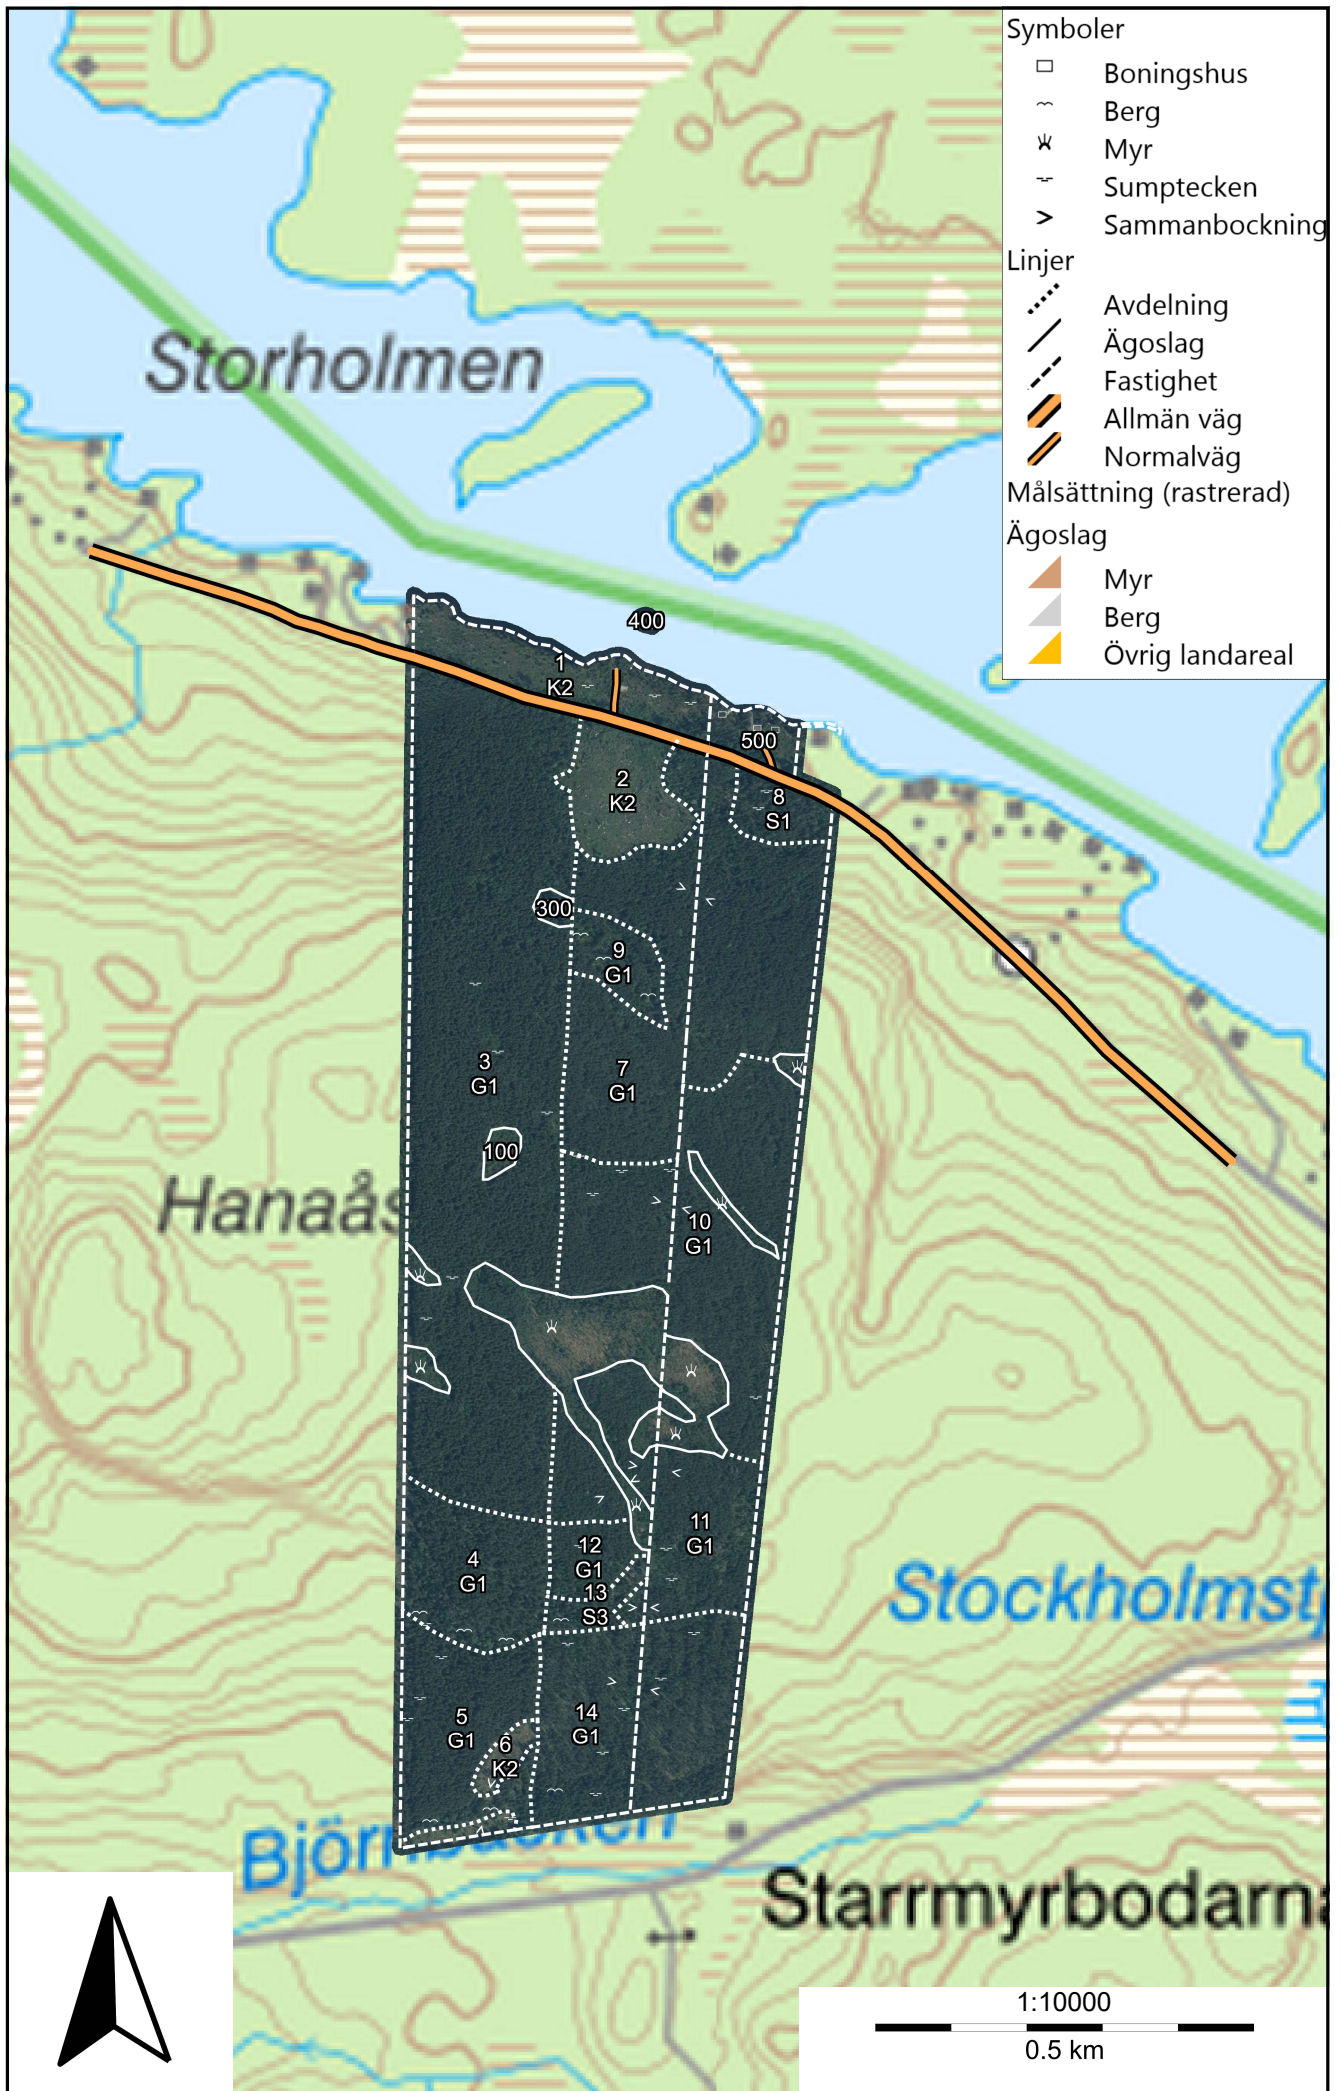 Symboler
Boningshus
Berg
Myr
Sumptecken
Sammanbockning
Linjer
Avdelning
Ägoslag
Fastighet
Allmän väg
Normalväg
Målsättning (rastrerad)
Ägoslag
Myr
Berg
Övrig landareal
Storholmen
400
1
K2
500
2
K2
8
S1
300
9
G1
3
G1
7
G1
100
Hanaås
10
G1
11
G1
12
G1
4
G1
13
S3
Stockholmst
5
G1
14
G1
6
K2
Björnbäcken
Starrmyrbodarna
1:10000
0.5 km